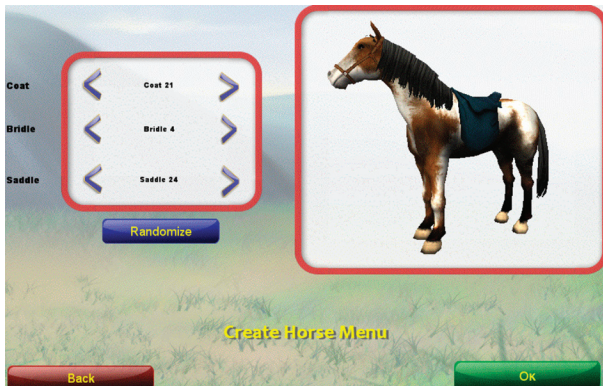 Coat
Coat 21
Bridle
Bridle 4
Saddle
Saddle 24
Randomize
Create Horse Menu
Back
OK